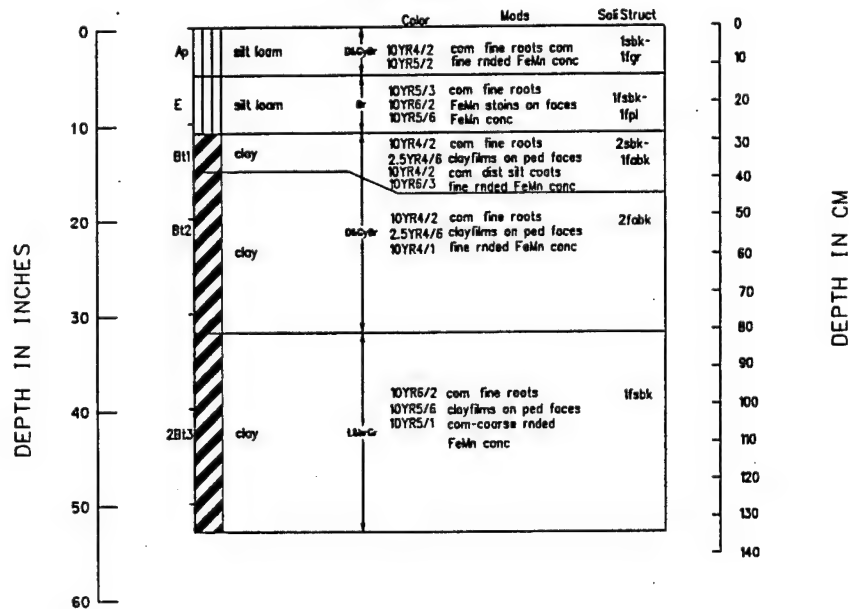 Color Mods Soil Struct
0
10
20
30
40
50
60
DEPTH IN INCHES
Ap silt loam DkGyBr 10YR4/2 com fine roots com 1sbk-
10YR5/2 fine rnded FeMn conc 1fgr
E silt loam Br 10YR5/3 com fine roots 1fsbk-
10YR6/2 FeMn stains on faces 1fpl
10YR5/6 FeMn conc
Bt1 clay 10YR4/2 com fine roots 2sbk-
2.5YR4/6 clayfilms on ped faces 1fabk
10YR4/2 com dist silt coats
10YR6/3 fine rnded FeMn conc
Bt2 clay DkGyBr 10YR4/2 com fine roots 2fabk
2.5YR4/6 clayfilms on ped faces
10YR4/1 fine rnded FeMn conc
2Bt3 clay 10YR6/2 com fine roots 1fsbk
10YR5/6 clayfilms on ped faces
10YR5/1 com-coarse rnded
FeMn conc
0
10
20
30
40
50
60
70
80
90
100
110
120
130
140
DEPTH IN CM